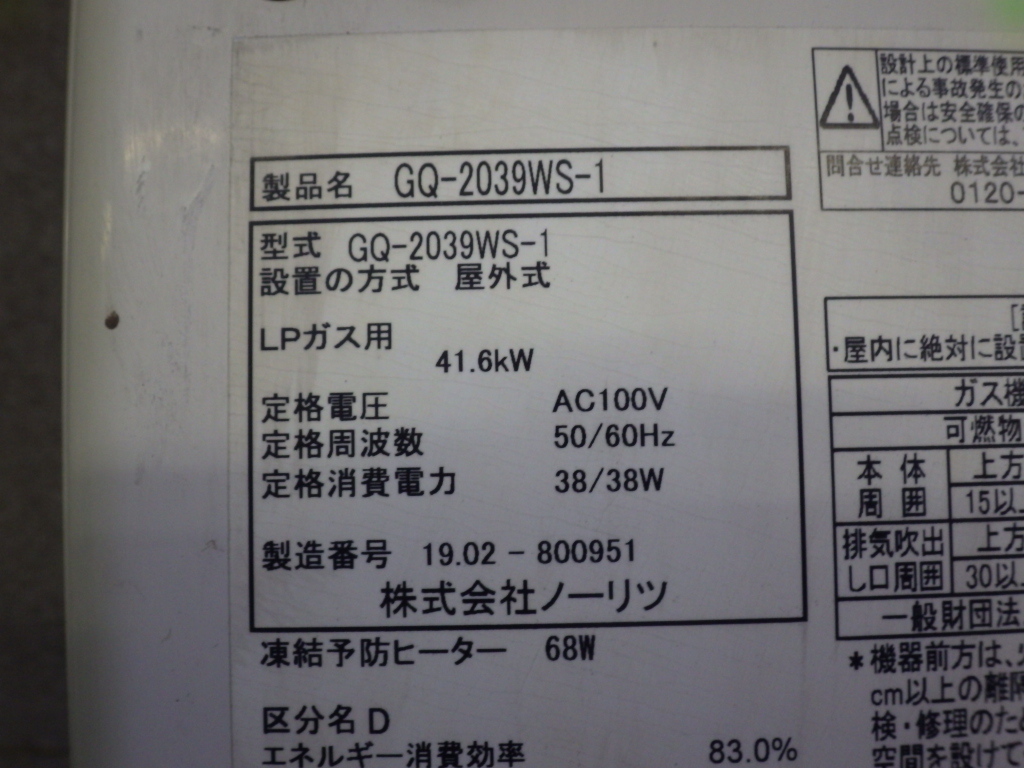 製品名 GQ-2039WS-1
型式 GQ-2039WS-1
設置の方式 屋外式
LPガス用
41.6kW
定格電圧 AC100V
定格周波数 50/60Hz
定格消費電力 38/38W
製造番号 19.02-800951
株式会社ノーリツ
凍結予防ヒーター 68W
区分名 D
エネルギー消費効率 83.0%
設計上の標準使用
による事故発生の
場合は安全確保の
点検については、
問合せ連絡先 株式会社
0120-
・屋内に絶対に設置
ガス機
可燃物
本体周囲 上方
15以上
排気吹出し口周囲 上方
30以上
一般財団法
*機器前方は、
cm以上の離隔
検・修理のため
空間を設けて